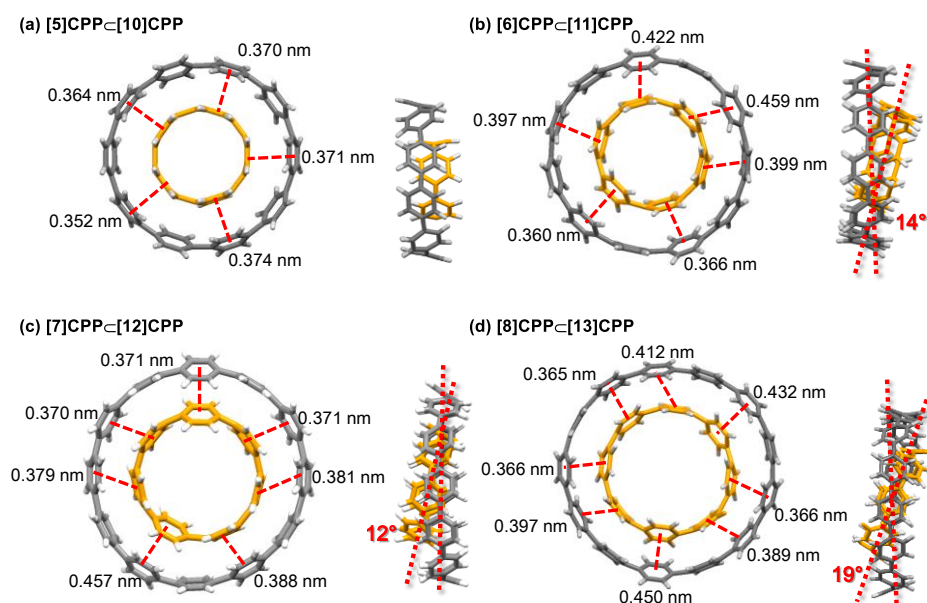 (a) [5]CPP⊂[10]CPP
0.370 nm
0.364 nm
0.371 nm
0.352 nm
0.374 nm
(b) [6]CPP⊂[11]CPP
0.422 nm
0.459 nm
0.397 nm
0.399 nm
0.360 nm
0.366 nm
14°
(c) [7]CPP⊂[12]CPP
0.371 nm
0.370 nm
0.371 nm
0.379 nm
0.381 nm
0.457 nm
0.388 nm
12°
(d) [8]CPP⊂[13]CPP
0.412 nm
0.365 nm
0.432 nm
0.366 nm
0.366 nm
0.397 nm
0.389 nm
0.450 nm
19°